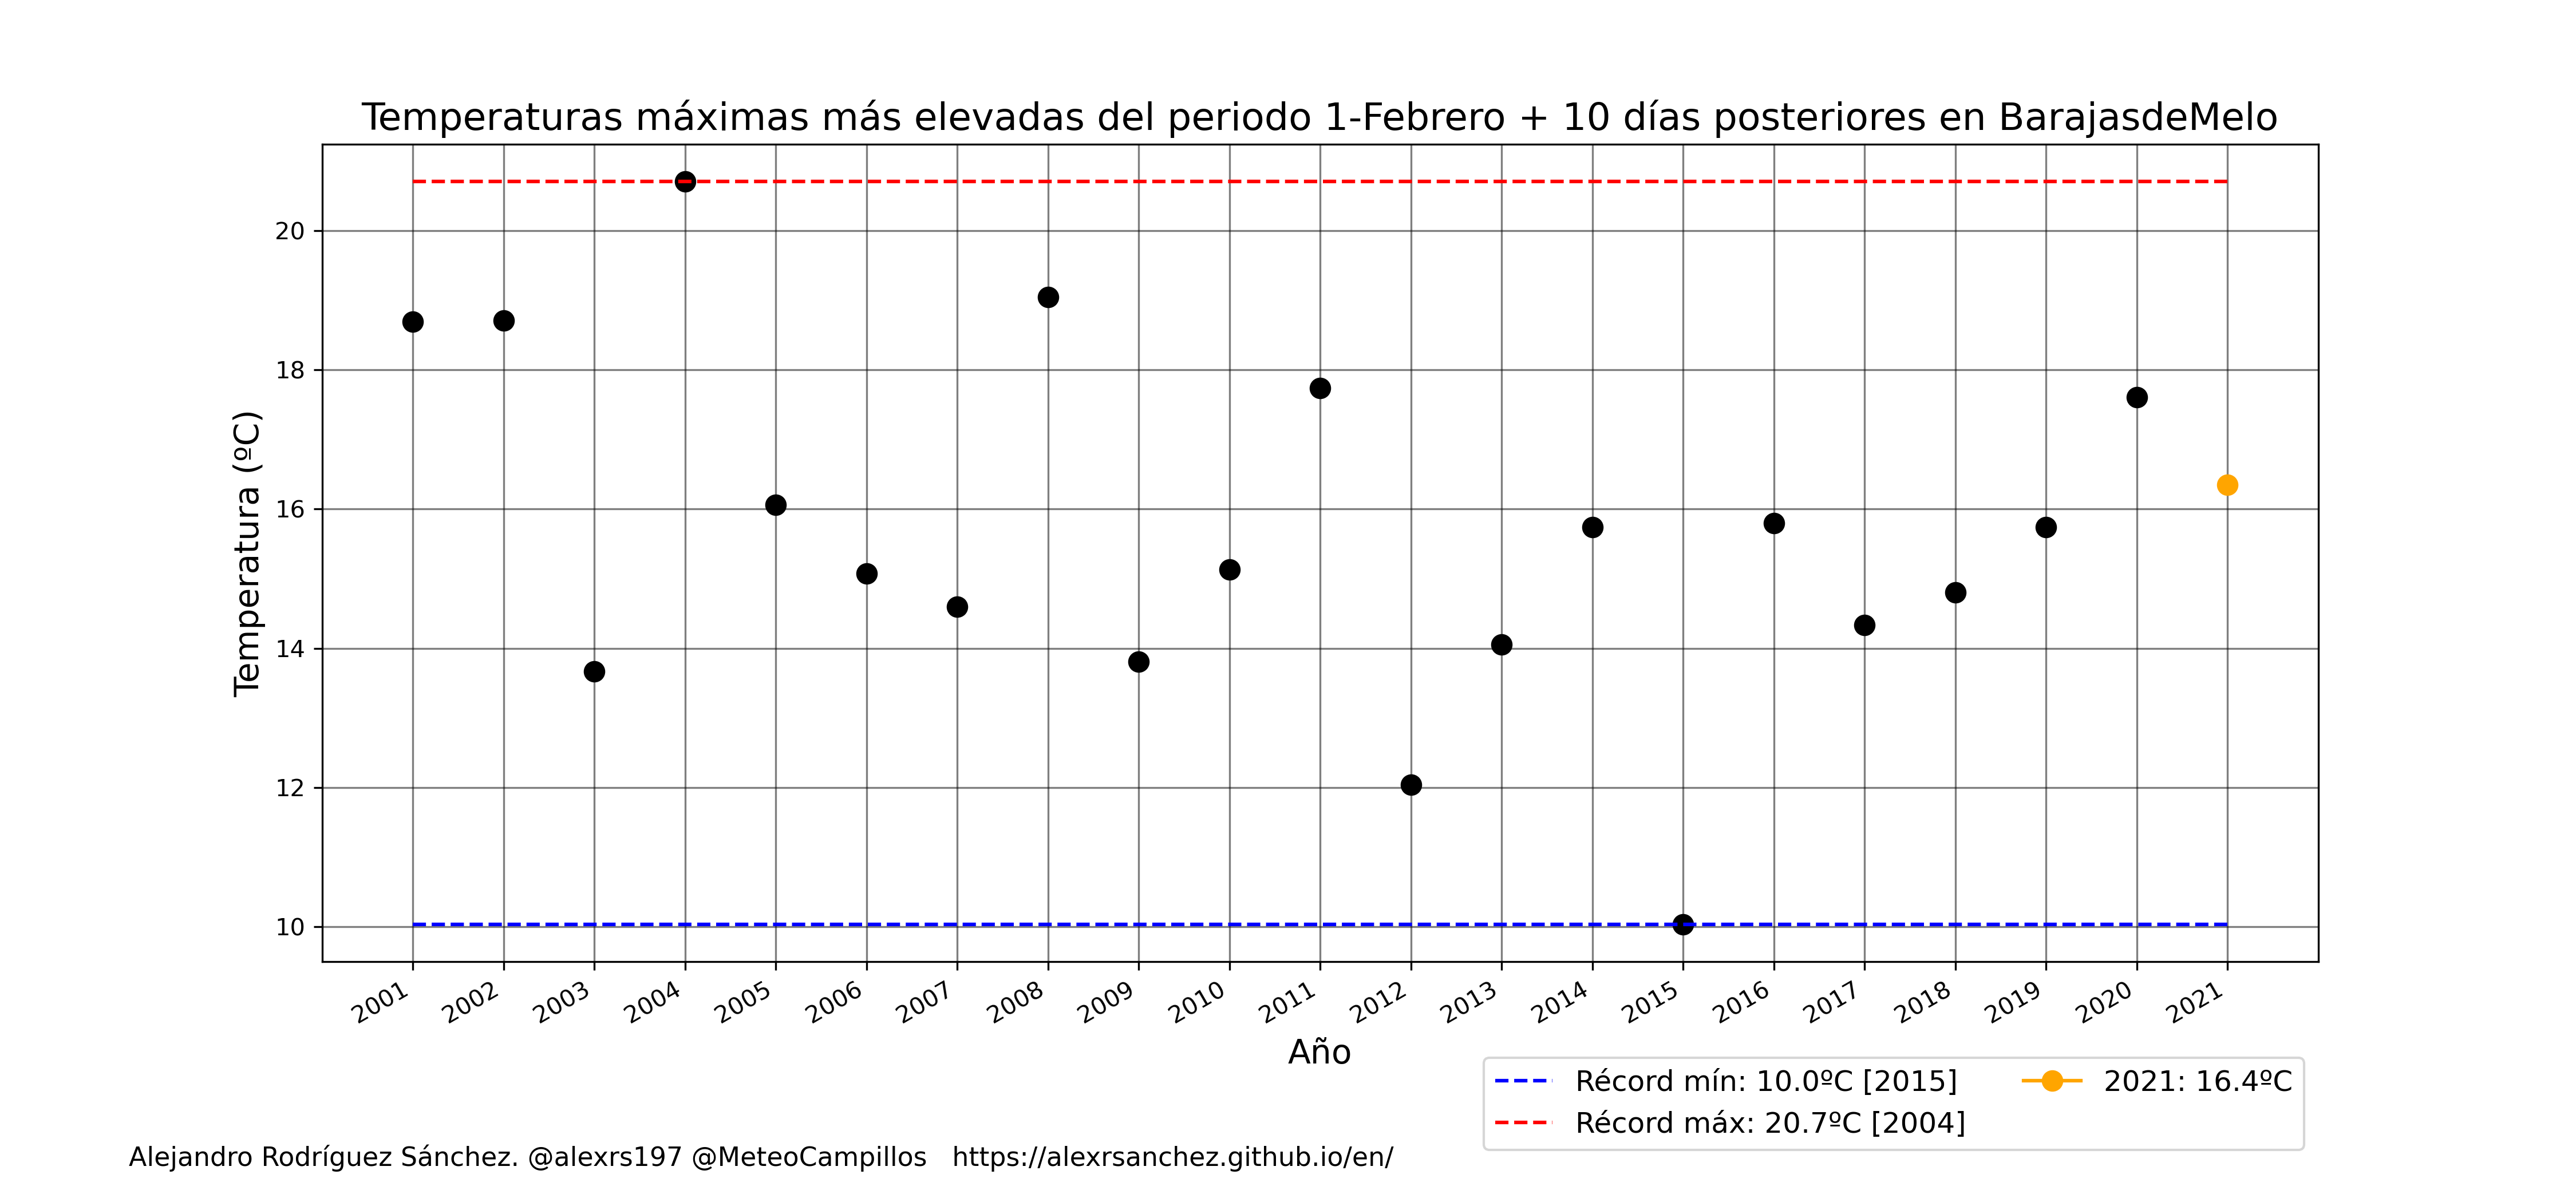 Temperaturas máximas más elevadas del periodo 1-Febrero + 10 días posteriores en BarajasdeMelo
Temperatura (ºC)
20
18
16
14
12
10
2001 2002 2003 2004 2005 2006 2007 2008 2009 2010 2011 2012 2013 2014 2015 2016 2017 2018 2019 2020 2021
Año
Récord mín: 10.0ºC [2015]
Récord máx: 20.7ºC [2004]
2021: 16.4ºC
Alejandro Rodríguez Sánchez. @alexrs197 @MeteoCampillos https://alexrsanchez.github.io/en/